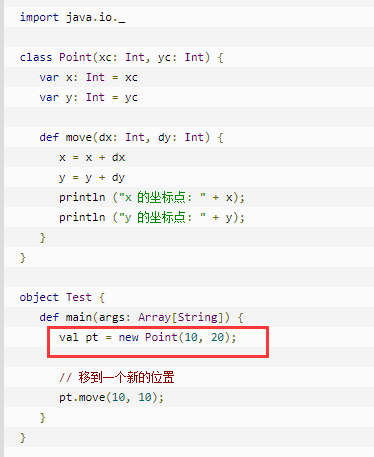 import java.io._
class Point(xc: Int, yc: Int) {
var x: Int = xc
var y: Int = yc
def move(dx: Int, dy: Int) {
x = x + dx
y = y + dy
println ("x 的坐标点: " + x);
println ("y 的坐标点: " + y);
}
}
object Test {
def main(args: Array[String]) {
val pt = new Point(10, 20);
// 移到一个新的位置
pt.move(10, 10);
}
}